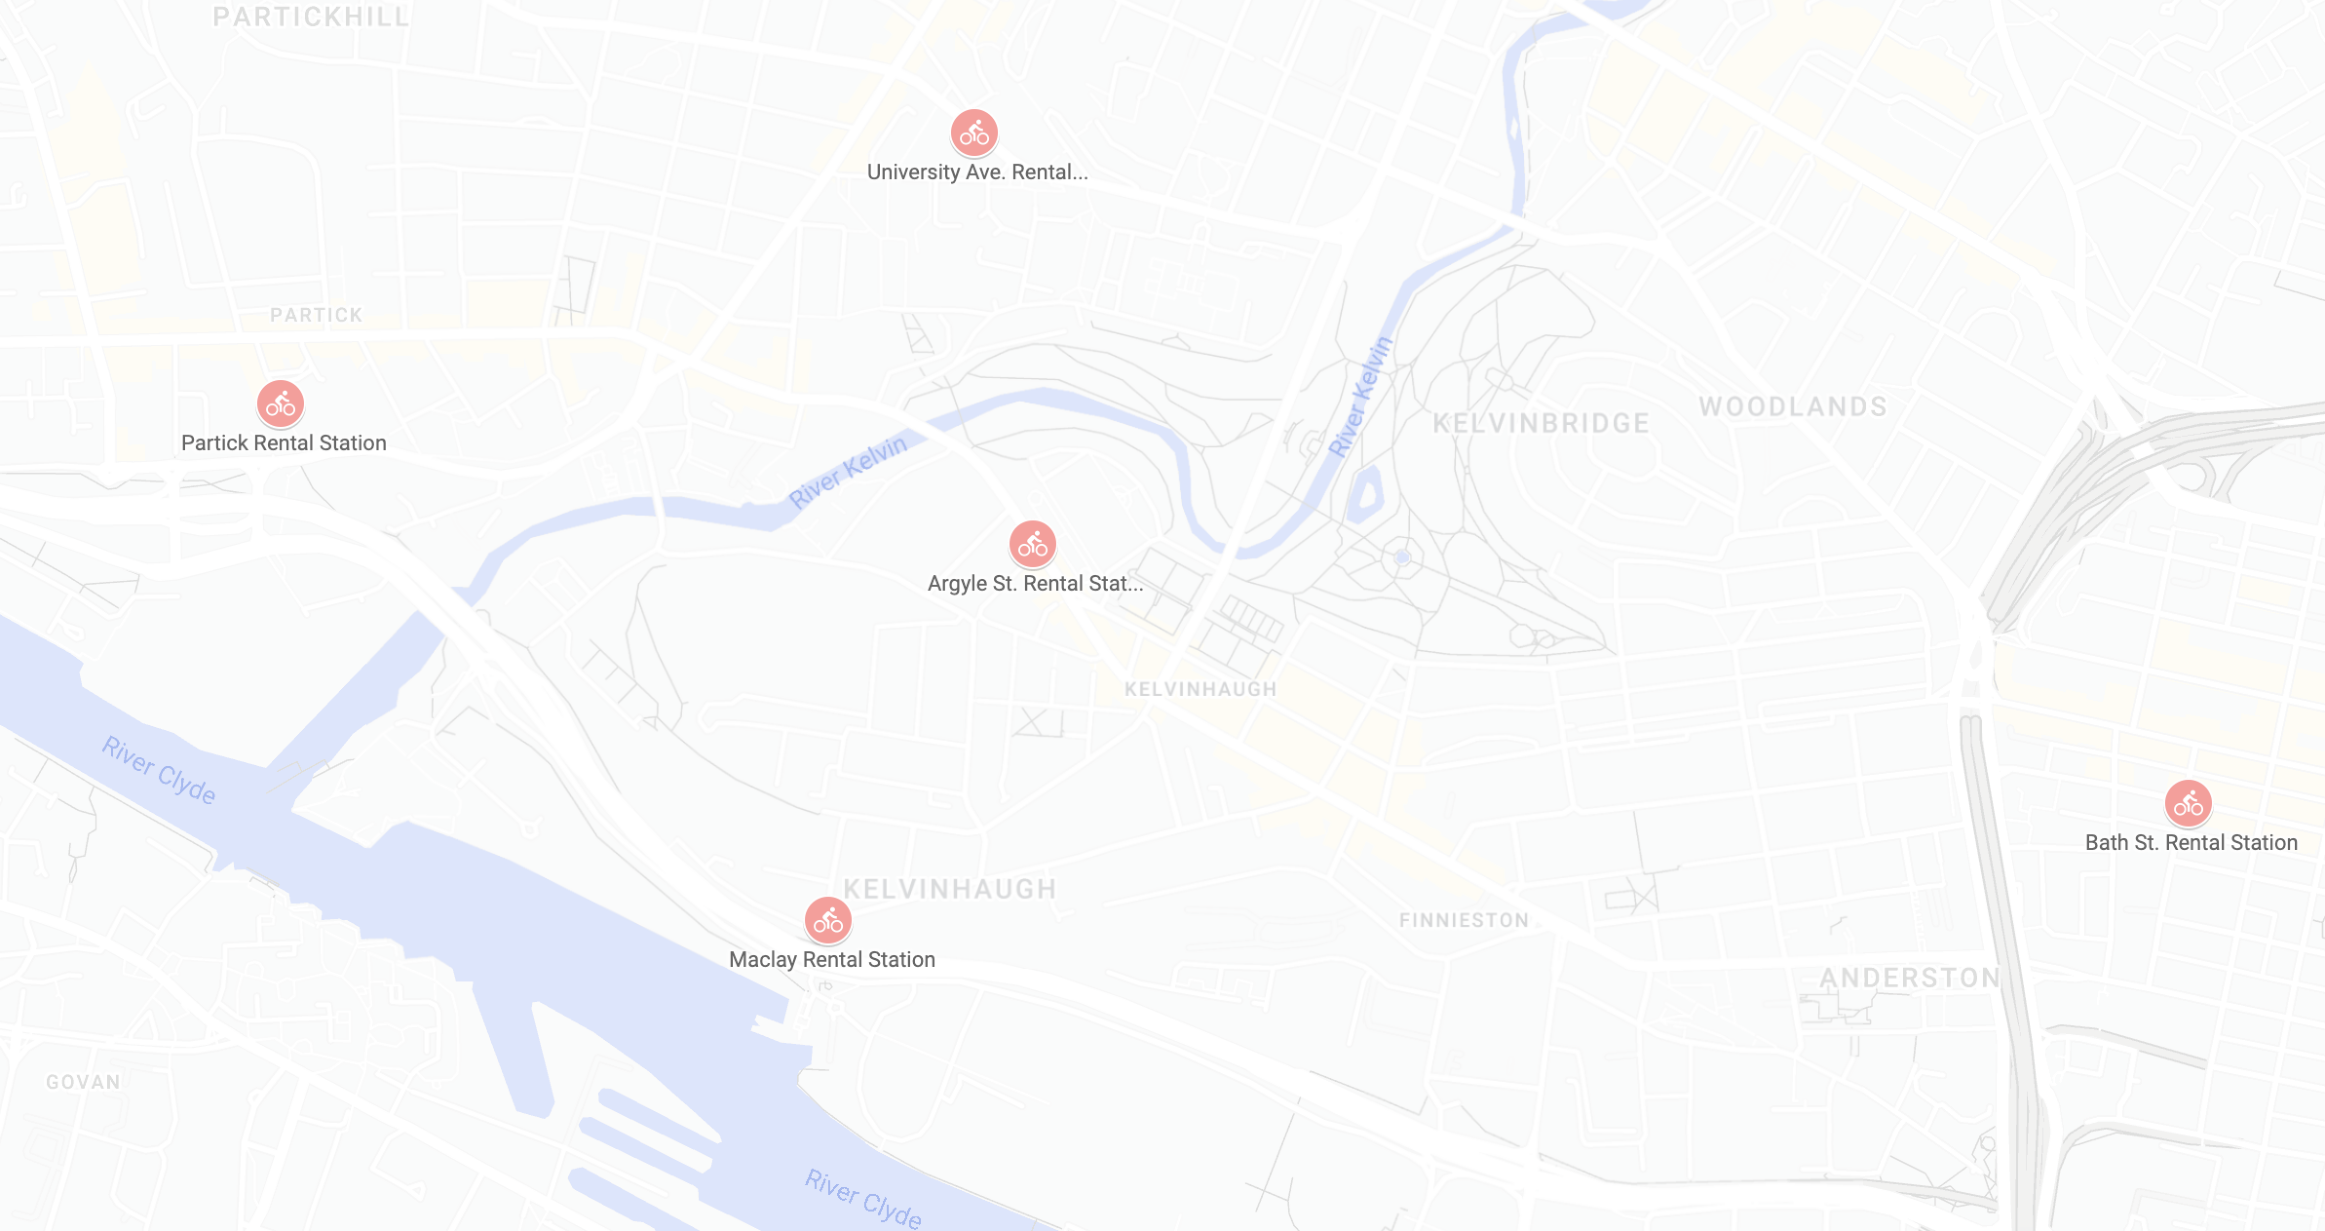 PARTICKHILL
University Ave. Rental...
PARTICK
River Kelvin
KELVINBRIDGE
WOODLANDS
Partick Rental Station
River Kelvin
Argyle St. Rental Stat...
KELVINHAUGH
River Clyde
Bath St. Rental Station
KELVINHAUGH
FINNIESTON
Maclay Rental Station
ANDERSTON
GOVAN
River Clyde